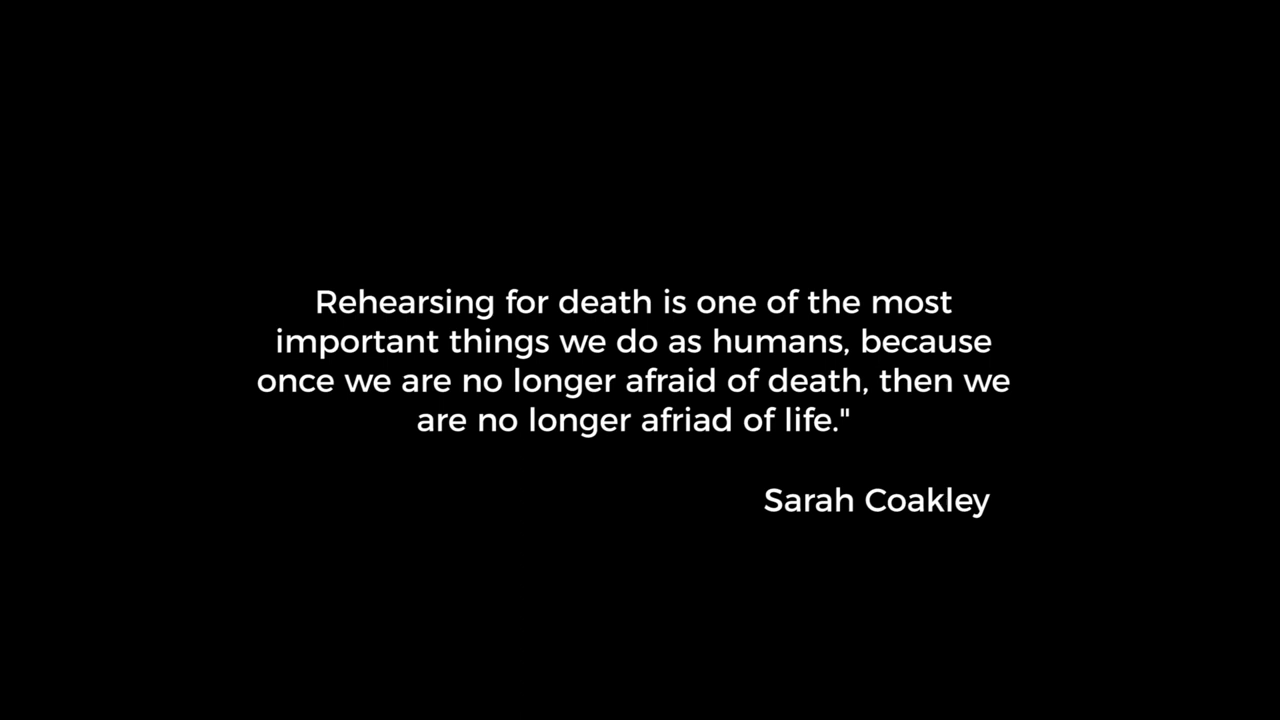 Rehearsing for death is one of the most
important things we do as humans, because
once we are no longer afraid of death, then we
are no longer afriad of life."
Sarah Coakley